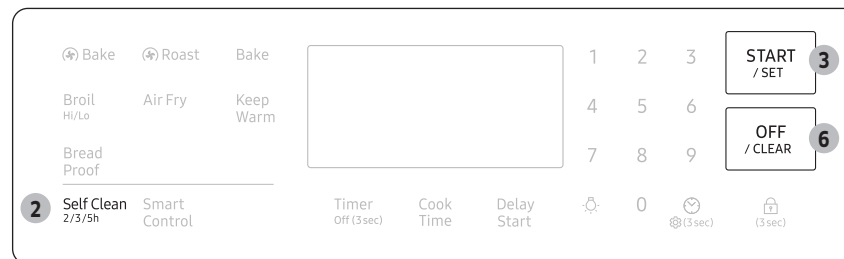 Bake
Roast
Bake
1
2
3
START
/ SET
3
Broil
Hi/Lo
Air Fry
Keep
Warm
4
5
6
OFF
/ CLEAR
6
Bread
Proof
7
8
9
2
Self Clean
2/3/5h
Smart
Control
Timer
Off (3 sec)
Cook
Time
Delay
Start
0
(3 sec)
(3 sec)